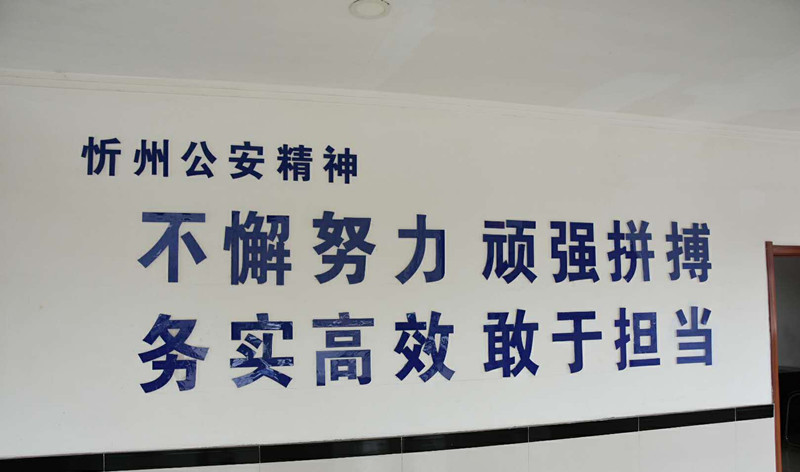 忻州公安精神
不懈努力 顽强拼搏
务实高效 敢于担当